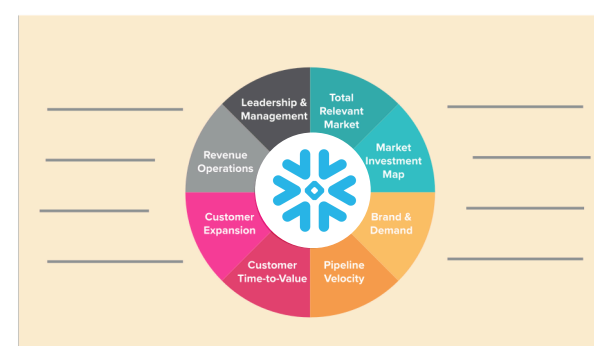 Leadership &
Management
Total
Relevant
Market
Revenue
Operations
Market
Investment
Map
Customer
Expansion
Brand &
Demand
Customer
Time-to-Value
Pipeline
Velocity